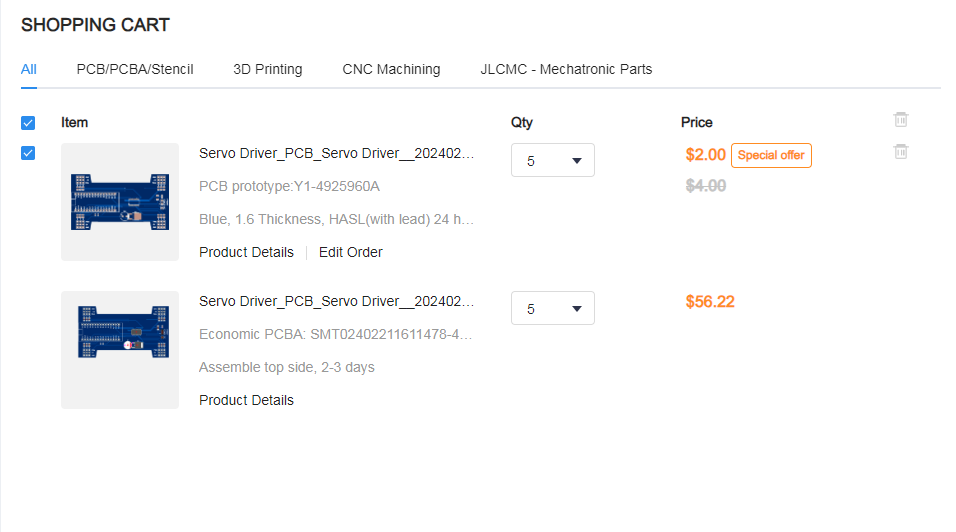 SHOPPING CART
All PCB/PCBA/Stencil 3D Printing CNC Machining JLCMC - Mechatronic Parts
Item Qty Price
Servo Driver_PCB_Servo Driver__202402... 5 $2.00 Special offer
PCB prototype:Y1-4925960A $4.00
Blue, 1.6 Thickness, HASL(with lead) 24 h...
Product Details Edit Order
Servo Driver_PCB_Servo Driver__202402... 5 $56.22
Economic PCBA: SMT02402211611478-4...
Assemble top side, 2-3 days
Product Details